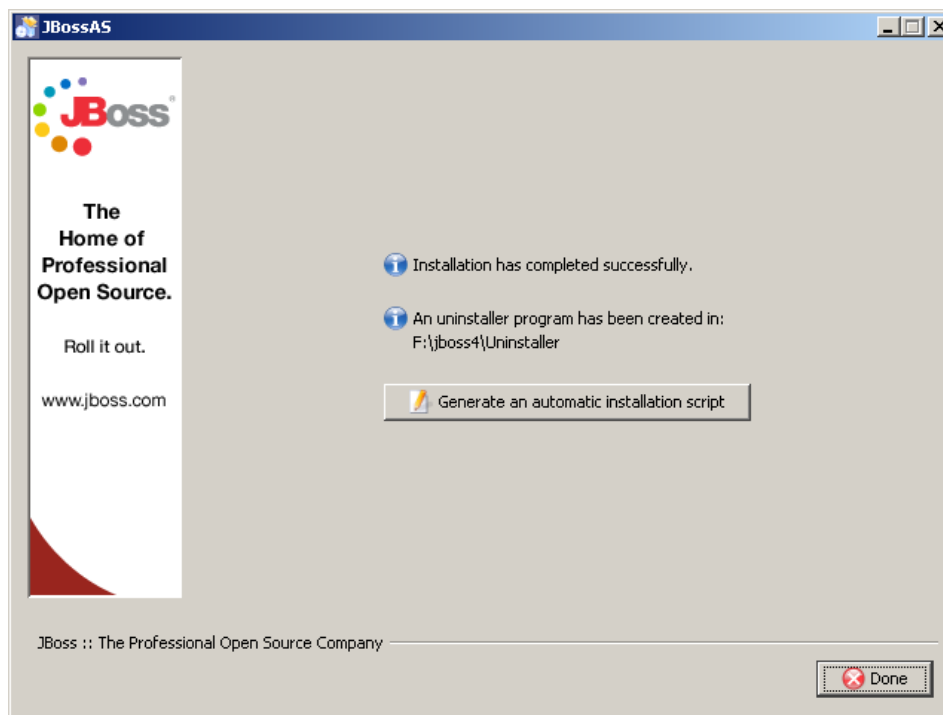 JBossAS
JBoss®
The
Home of
Professional
Open Source.
Roll it out.
www.jboss.com
Installation has completed successfully.
An uninstaller program has been created in:
F:\jboss4\Uninstaller
Generate an automatic installation script
JBoss :: The Professional Open Source Company
Done